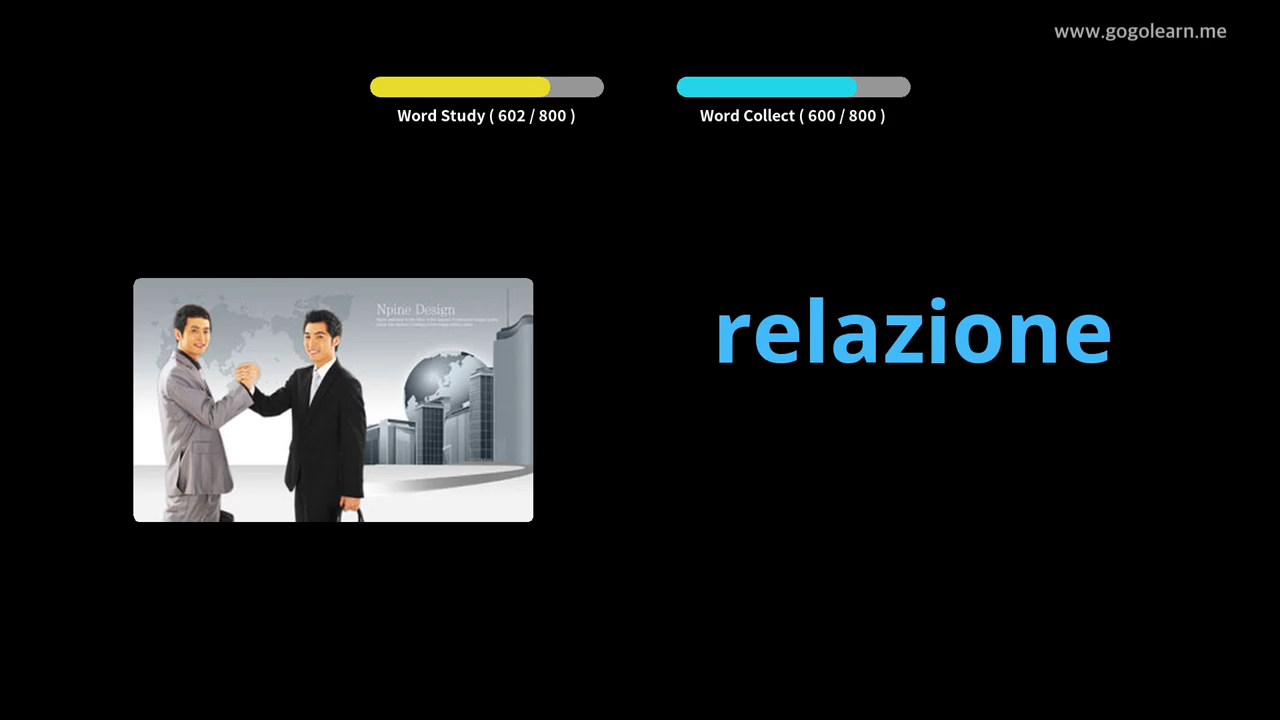 www.gogolearn.me
Word Study ( 602 / 800 )
Word Collect ( 600 / 800 )
Npine Design
relazione